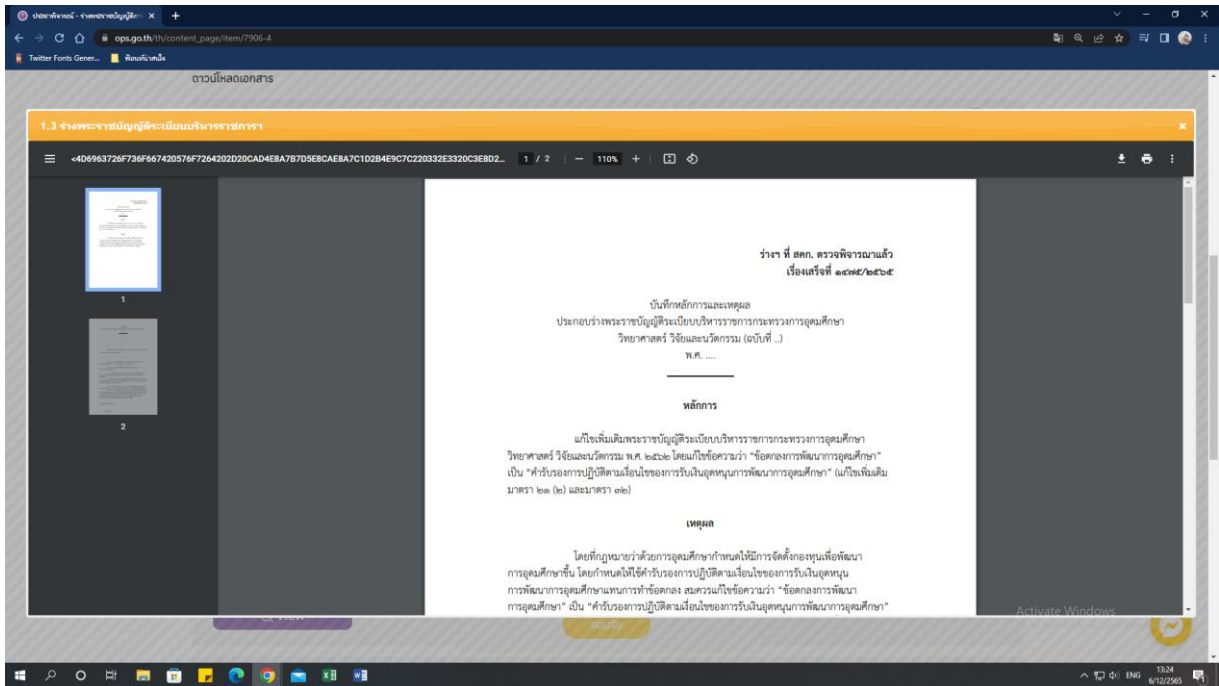 ops.go.th/th/content_page/item/7906-4
Twitter Fonts Gener...
ดาวน์โหลดเอกสาร
1.3 ร่างพระราชบัญญัติระเบียบบริหารราชการฯ
<4D6963726F736F667420576F7264202D20CAD4E8A7B7D5E8CAE8A7C1D2B4E9C7C220332E3320C3E8D2...
1 / 2
110%
ร่างฯ ที่ สคก. ตรวจพิจารณาแล้ว
เรื่องเสร็จที่ ๑๔๗๕/๒๕๖๕
บันทึกหลักการและเหตุผล
ประกอบร่างพระราชบัญญัติระเบียบบริหารราชการกระทรวงการอุดมศึกษา
วิทยาศาสตร์ วิจัยและนวัตกรรม (ฉบับที่ ..)
พ.ศ. ....
หลักการ
แก้ไขเพิ่มเติมพระราชบัญญัติระเบียบบริหารราชการกระทรวงการอุดมศึกษา
วิทยาศาสตร์ วิจัยและนวัตกรรม พ.ศ. ๒๕๖๒ โดยแก้ไขข้อความว่า “ข้อตกลงการพัฒนาการอุดมศึกษา”
เป็น “คำรับรองการปฏิบัติตามเงื่อนไขของการรับเงินอุดหนุนการพัฒนาการอุดมศึกษา” (แก้ไขเพิ่มเติม
มาตรา ๒๑ (๒) และมาตรา ๓๒)
เหตุผล
โดยที่กฎหมายว่าด้วยการอุดมศึกษากำหนดให้มีการจัดตั้งกองทุนเพื่อพัฒนา
การอุดมศึกษาขึ้น โดยกำหนดให้ใช้คำรับรองการปฏิบัติตามเงื่อนไขของการรับเงินอุดหนุน
การพัฒนาการอุดมศึกษาแทนการทำข้อตกลง สมควรแก้ไขข้อความว่า “ข้อตกลงการพัฒนา
การอุดมศึกษา” เป็น “คำรับรองการปฏิบัติตามเงื่อนไขของการรับเงินอุดหนุนการพัฒนาการอุดมศึกษา”
1
2
Activate Windows
ยอมรับ
ENG
13:24
6/12/2565